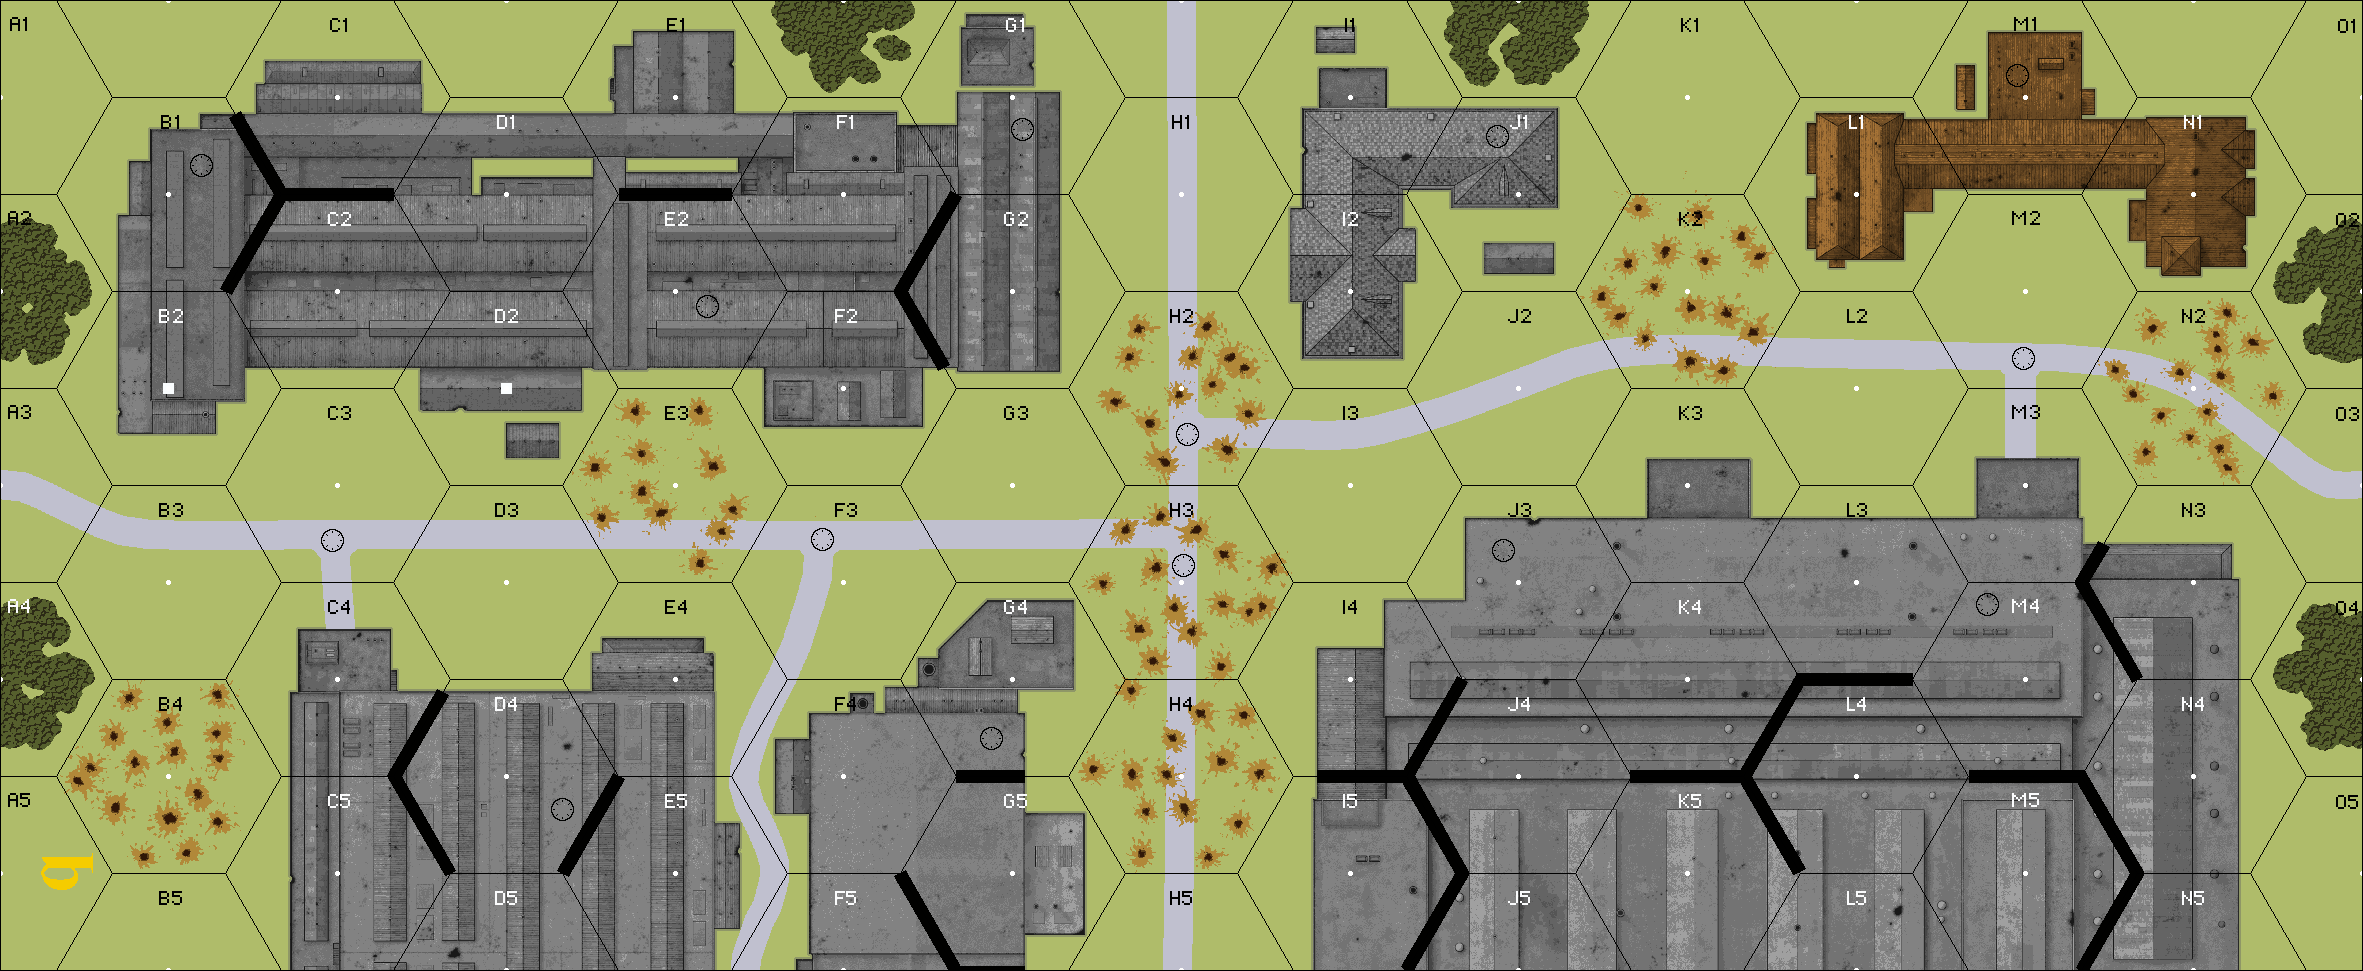 A1 C1 E1 G1 I1 K1 M1 O1
B1 D1 F1 H1 J1 L1 N1
A2 C2 E2 G2 I2 K2 M2 O2
B2 D2 F2 H2 J2 L2 N2
A3 C3 E3 G3 I3 K3 M3 O3
B3 D3 F3 H3 J3 L3 N3
A4 C4 E4 G4 I4 K4 M4 O4
B4 D4 F4 H4 J4 L4 N4
A5 C5 E5 G5 I5 K5 M5 O5
b
B5 D5 F5 H5 J5 L5 N5